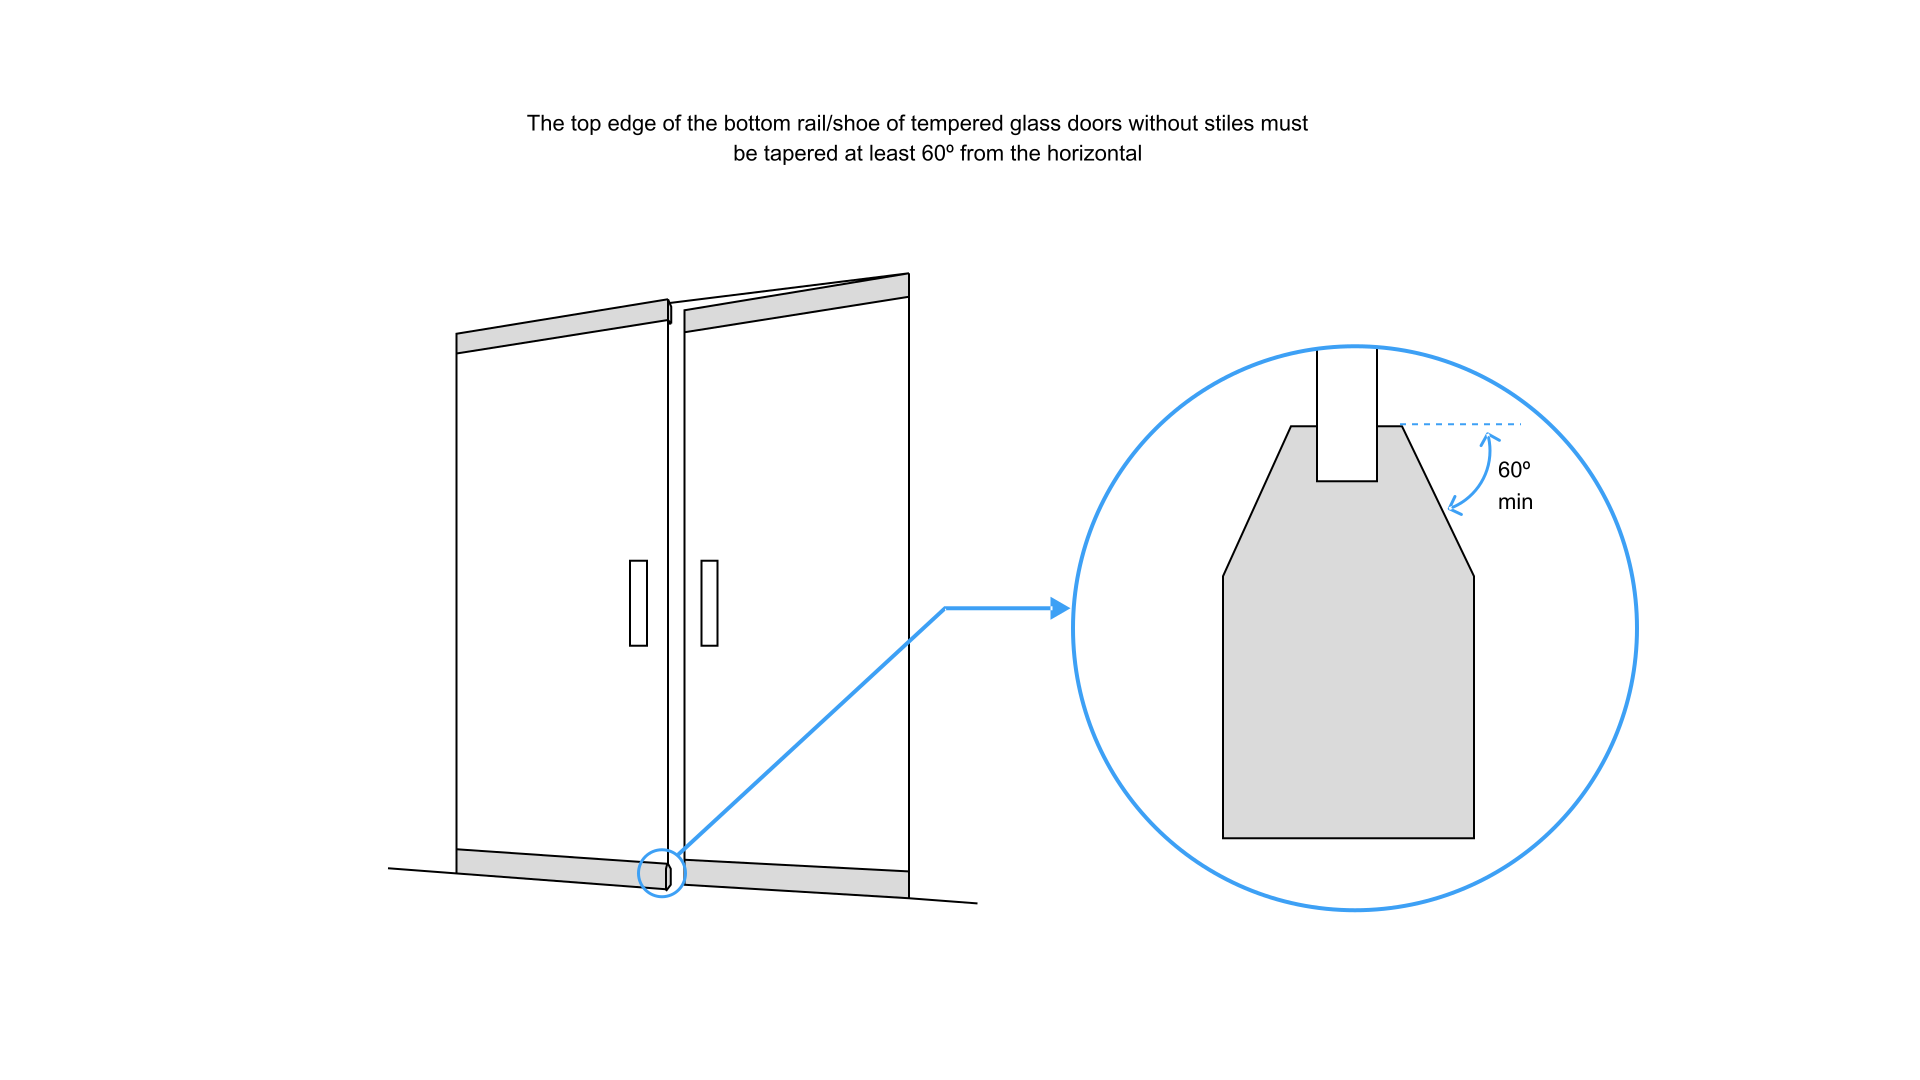 The top edge of the bottom rail/shoe of tempered glass doors without stiles must
be tapered at least 60º from the horizontal
60º
min